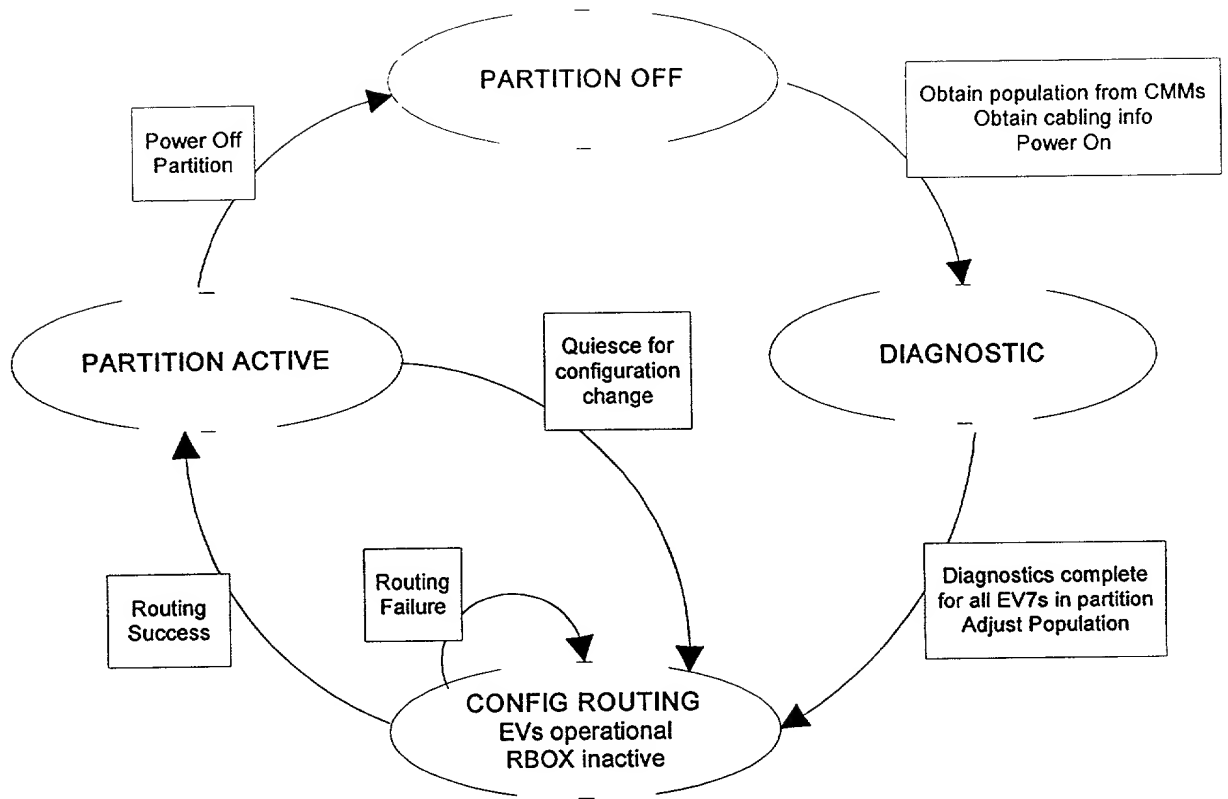 PARTITION OFF
Obtain population from CMMs
Obtain cabling info
Power On
Power Off
Partition
PARTITION ACTIVE
Quiesce for
configuration
change
DIAGNOSTIC
Routing
Success
Routing
Failure
Diagnostics complete
for all EV7s in partition
Adjust Population
CONFIG ROUTING
EVs operational
RBOX inactive